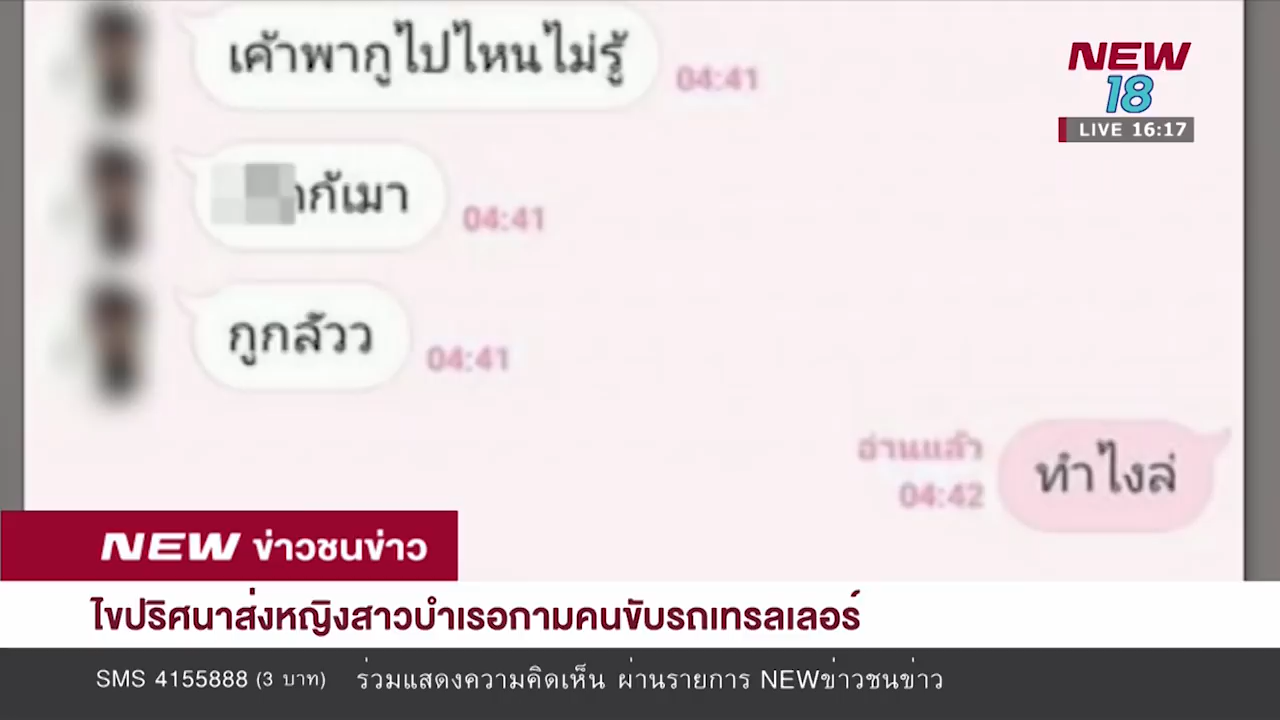 เค้าพากูไปไหนไม่รู้
04:41
NEW
18
LIVE 16:17
ากัเมา
04:41
กูกลัวว
04:41
อ่านแล้ว
04:42
ทำไงล่
NEW ข่าวชนข่าว
ไขปริศนาส่งหญิงสาวบำเรอกามคนขับรถเทรลเลอร์
SMS 4155888 (3 บาท) ร่วมแสดงความคิดเห็น ผ่านรายการ NEWข่าวชนข่าว